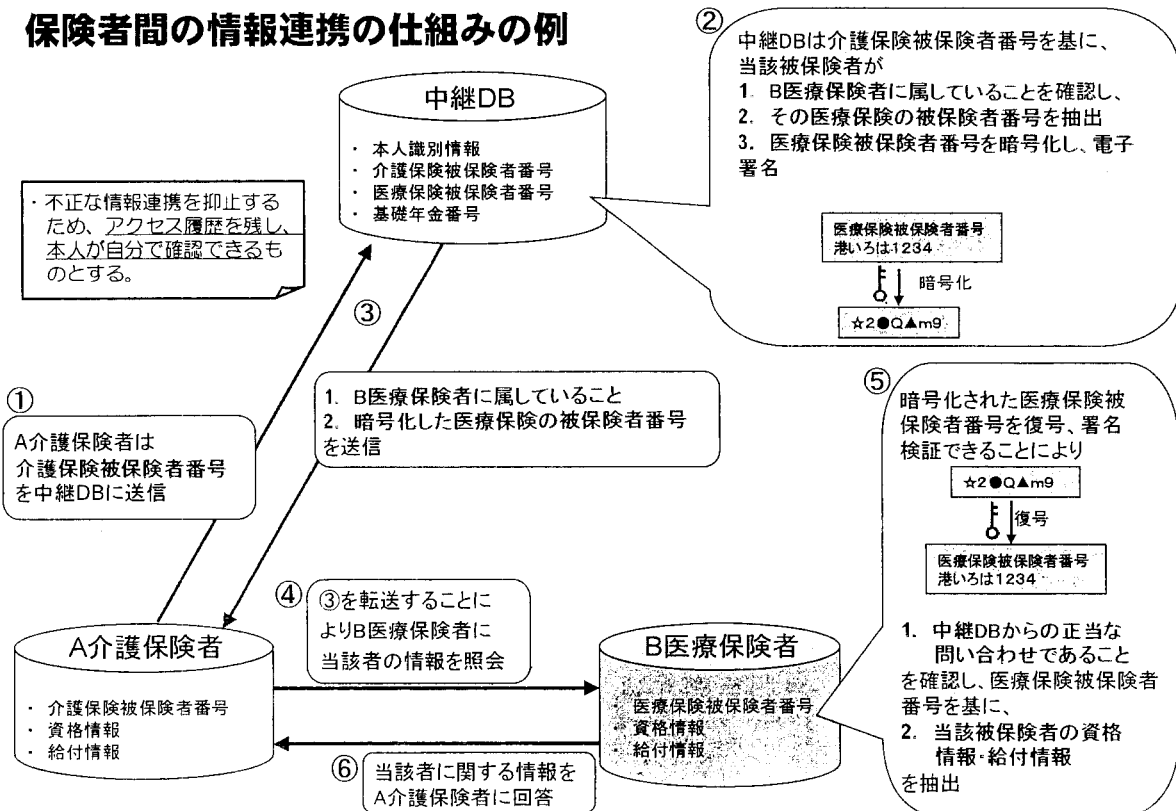 保険者間の情報連携の仕組みの例
中継DB
・ 本人識別情報
・ 介護保険被保険者番号
・ 医療保険被保険者番号
・ 基礎年金番号
・不正な情報連携を抑止する
ため、アクセス履歴を残し、
本人が自分で確認できるも
のとする。
②
中継DBは介護保険被保険者番号を基に、
当該被保険者が
1. B医療保険者に属していることを確認し、
2. その医療保険の被保険者番号を抽出
3. 医療保険被保険者番号を暗号化し、電子
署名
医療保険被保険者番号
港いろは1234
暗号化
☆2●Q▲m9
①
A介護保険者は
介護保険被保険者番号
を中継DBに送信
③
1. B医療保険者に属していること
2. 暗号化した医療保険の被保険者番号
を送信
④
③を転送することに
よりB医療保険者に
当該者の情報を照会
A介護保険者
・ 介護保険被保険者番号
・ 資格情報
・ 給付情報
B医療保険者
・ 医療保険被保険者番号
・ 資格情報
・ 給付情報
⑥
当該者に関する情報を
A介護保険者に回答
⑤
暗号化された医療保険被
保険者番号を復号、署名
検証できることにより
☆2●Q▲m9
復号
医療保険被保険者番号
港いろは1234
1. 中継DBからの正当な
問い合わせであること
を確認し、医療保険被保険者
番号を基に、
2. 当該被保険者の資格
情報・給付情報
を抽出